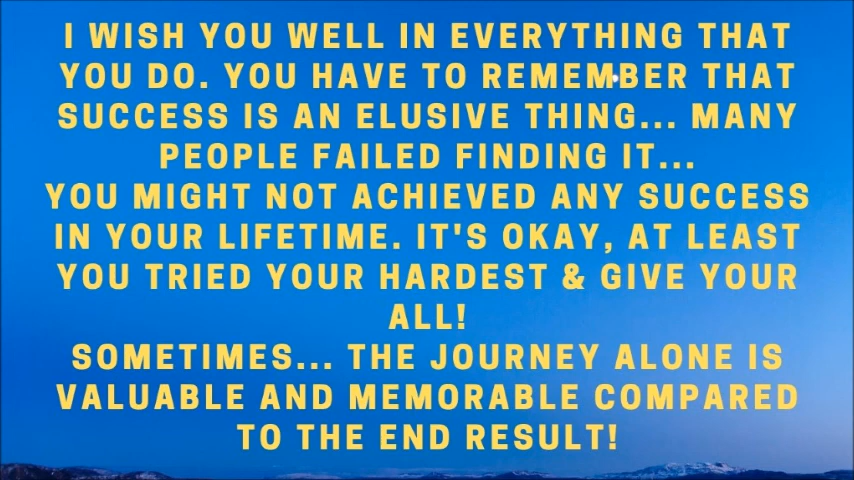 I WISH YOU WELL IN EVERYTHING THAT
YOU DO. YOU HAVE TO REMEMBER THAT
SUCCESS IS AN ELUSIVE THING... MANY
PEOPLE FAILED FINDING IT...
YOU MIGHT NOT ACHIEVED ANY SUCCESS
IN YOUR LIFETIME. IT'S OKAY, AT LEAST
YOU TRIED YOUR HARDEST & GIVE YOUR
ALL!
SOMETIMES... THE JOURNEY ALONE IS
VALUABLE AND MEMORABLE COMPARED
TO THE END RESULT!